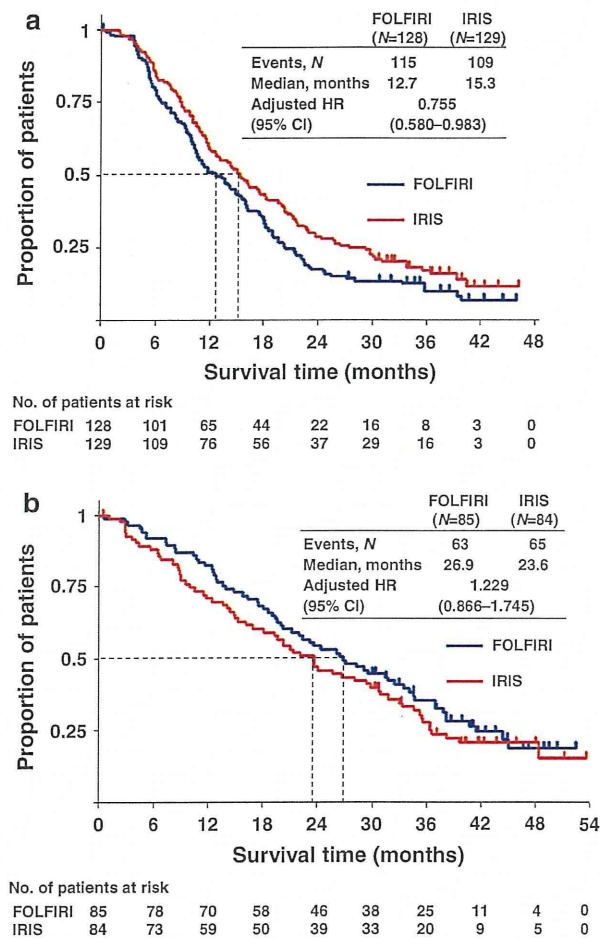 a
FOLFIRI IRIS
(N=128) (N=129)
Events, N 115 109
Median, months 12.7 15.3
Adjusted HR 0.755
(95% CI) (0.580–0.983)
FOLFIRI
IRIS
Proportion of patients
1
0.75
0.5
0.25
0 6 12 18 24 30 36 42 48
Survival time (months)
No. of patients at risk
FOLFIRI 128 101 65 44 22 16 8 3 0
IRIS 129 109 76 56 37 29 16 3 0
b
FOLFIRI IRIS
(N=85) (N=84)
Events, N 63 65
Median, months 26.9 23.6
Adjusted HR 1.229
(95% CI) (0.866–1.745)
FOLFIRI
IRIS
Proportion of patients
1
0.75
0.5
0.25
0 6 12 18 24 30 36 42 48 54
Survival time (months)
No. of patients at risk
FOLFIRI 85 78 70 58 46 38 25 11 4 0
IRIS 84 73 59 50 39 33 20 9 5 0